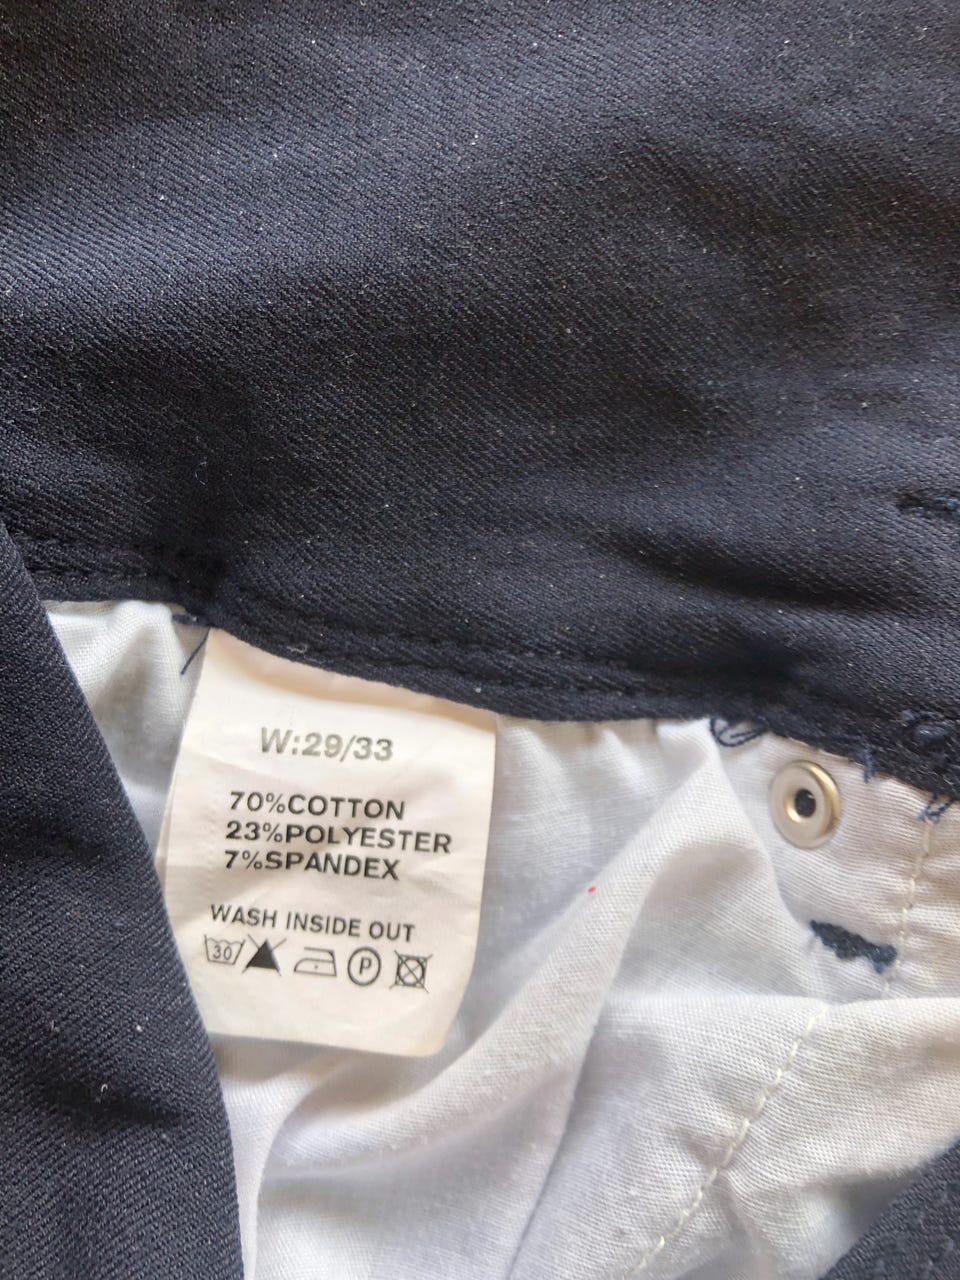 W:29/33
70%COTTON
23%POLYESTER
7%SPANDEX
WASH INSIDE OUT
30 P